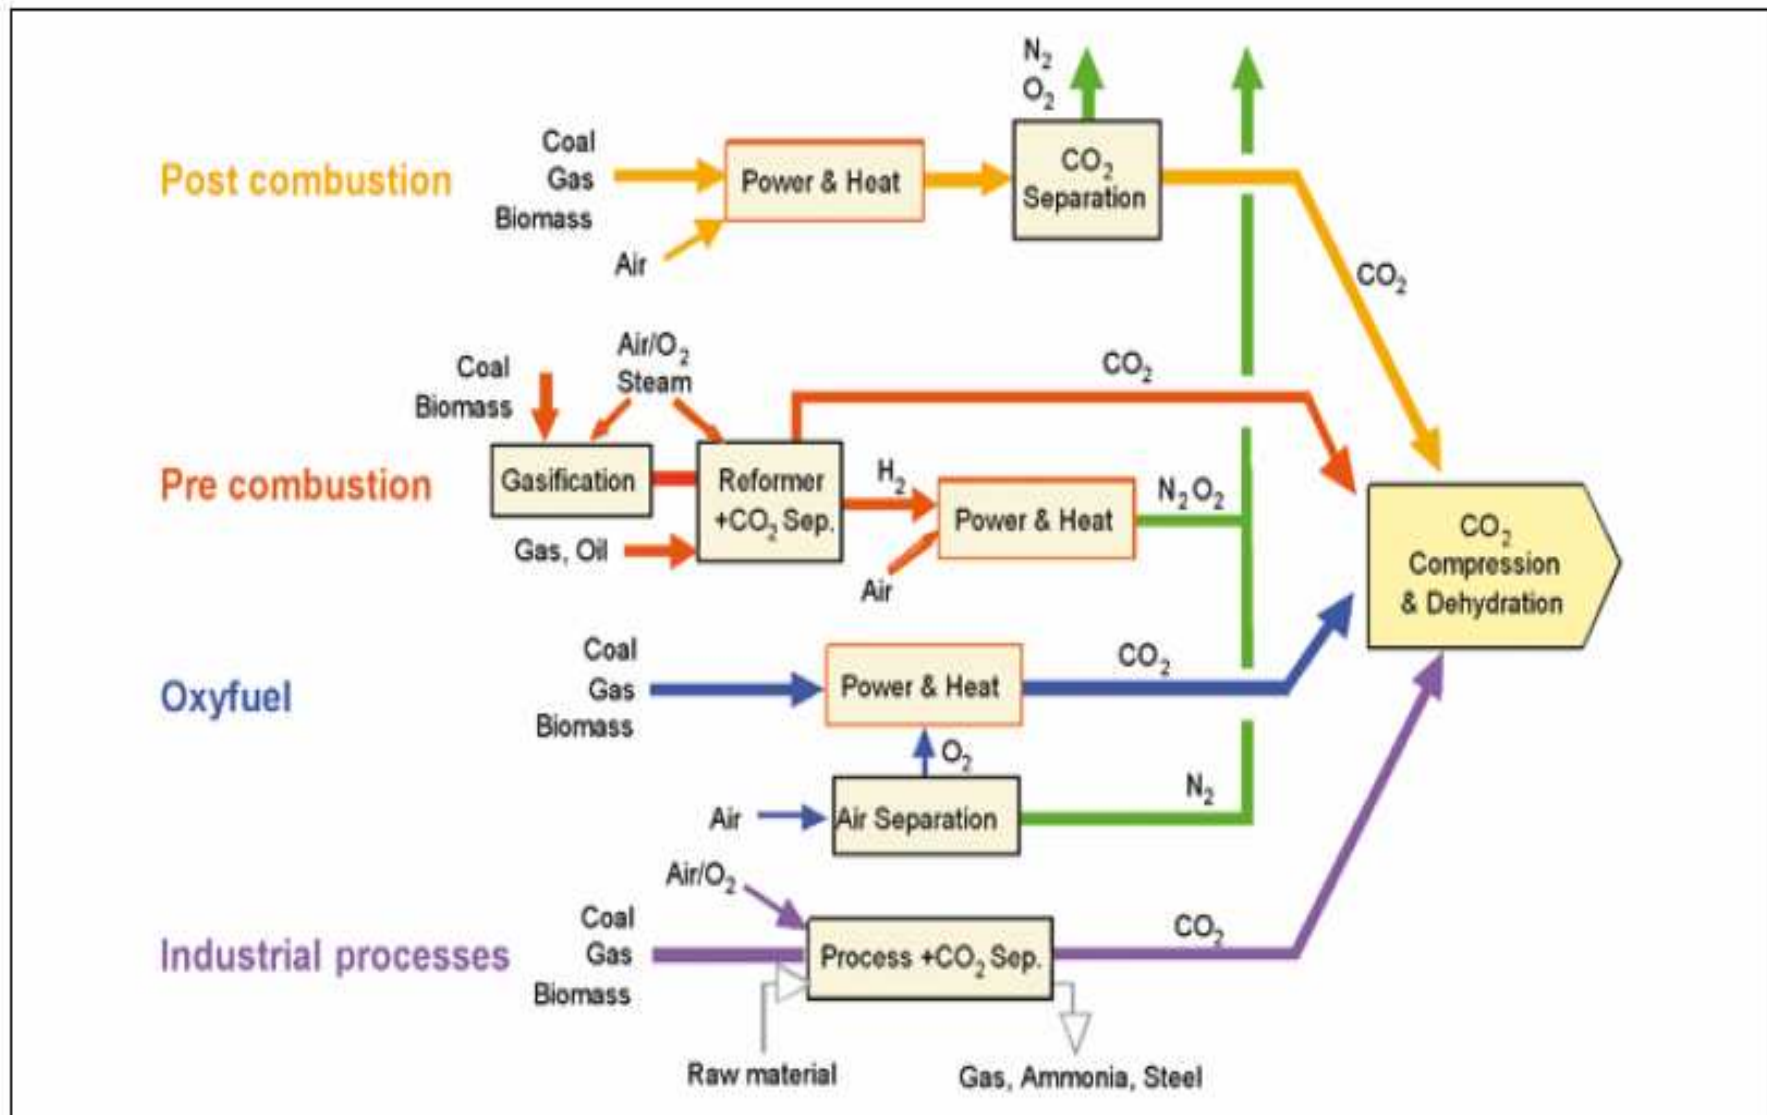 N₂
O₂
Post combustion
Coal
Gas
Biomass
Air
Power & Heat
CO₂
Separation
CO₂
Pre combustion
Coal
Biomass
Air/O₂
Steam
Gasification
Gas, Oil
Reformer
+CO₂ Sep.
H₂
Air
Power & Heat
N₂O₂
CO₂
CO₂
Compression
& Dehydration
Oxyfuel
Coal
Gas
Biomass
Power & Heat
CO₂
O₂
Air
Air Separation
N₂
Industrial processes
Air/O₂
Coal
Gas
Biomass
Process +CO₂ Sep.
CO₂
Raw material
Gas, Ammonia, Steel